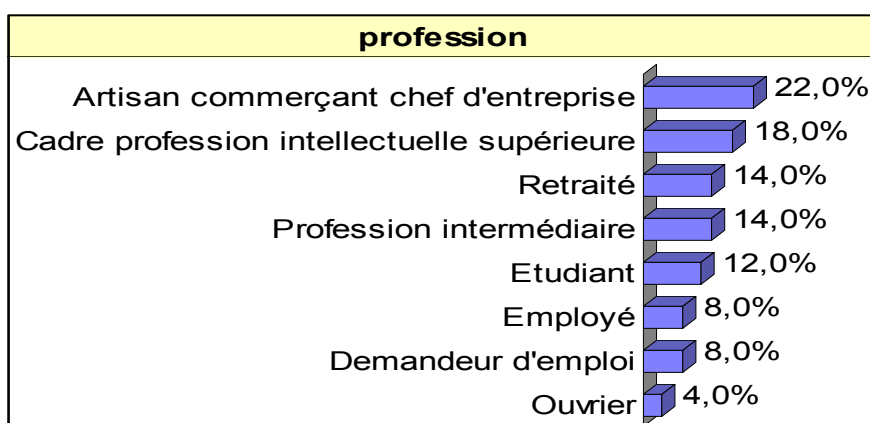 profession
Artisan commerçant chef d'entreprise 22,0%
Cadre profession intellectuelle supérieure 18,0%
Retraité 14,0%
Profession intermédiaire 14,0%
Etudiant 12,0%
Employé 8,0%
Demandeur d'emploi 8,0%
Ouvrier 4,0%